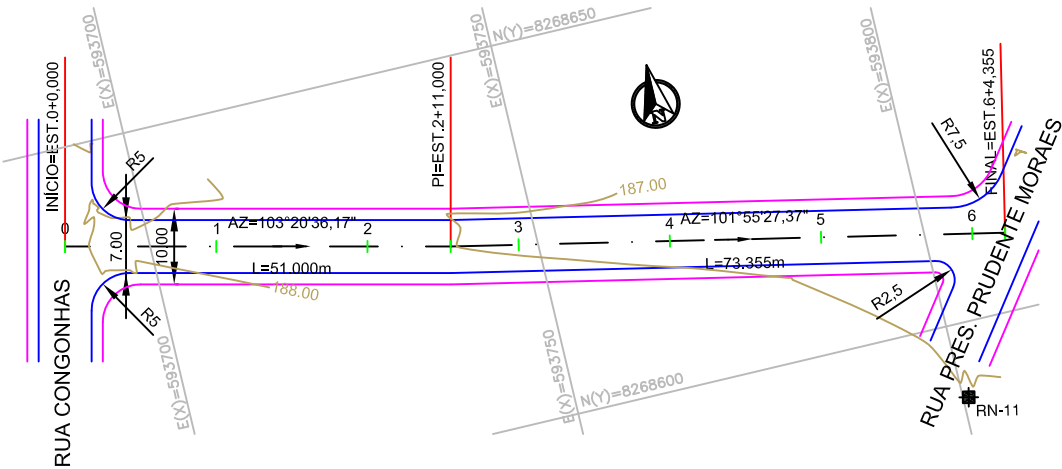 E(X)=593700
N(Y)=8268650
E(X)=593750
E(X)=593800
INÍCIO=EST.0+0,000
PI=EST.2+11,000
FINAL=EST.6+4,355
N
R5
R7,5
187.00
AZ=103°20'36,17"
AZ=101°55'27,37"
0
1
2
3
4
5
6
7.00
10.00
L=51.000m
L=73,355m
188.00
R5
R2,5
RUA CONGONHAS
RUA PRES. PRUDENTE MORAES
E(X)=593700
E(X)=593750
N(Y)=8268600
RN-11